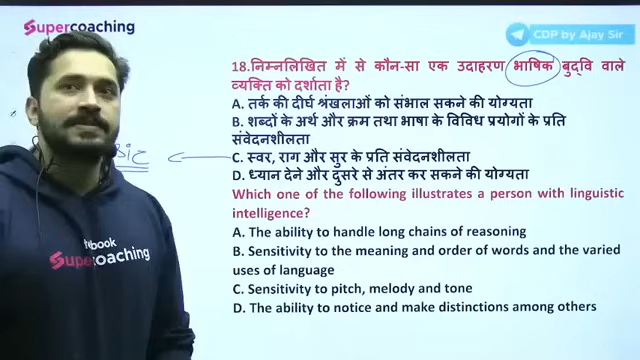 Supercoaching
CDP by Ajay Sir
18.निम्नलिखित में से कौन-सा एक उदाहरण भाषिक बुद्वि वाले
व्यक्ति को दर्शाता है?
A. तर्क की दीर्घ श्रंखलाओं को संभाल सकने की योग्यता
B. शब्दों के अर्थ और क्रम तथा भाषा के विविध प्रयोगों के प्रति
संवेदनशीलता
C. स्वर, राग और सुर के प्रति संवेदनशीलता
D. ध्यान देने और दुसरे से अंतर कर सकने की योग्यता
Which one of the following illustrates a person with linguistic
intelligence?
A. The ability to handle long chains of reasoning
B. Sensitivity to the meaning and order of words and the varied
uses of language
C. Sensitivity to pitch, melody and tone
D. The ability to notice and make distinctions among others
book
Supercoaching